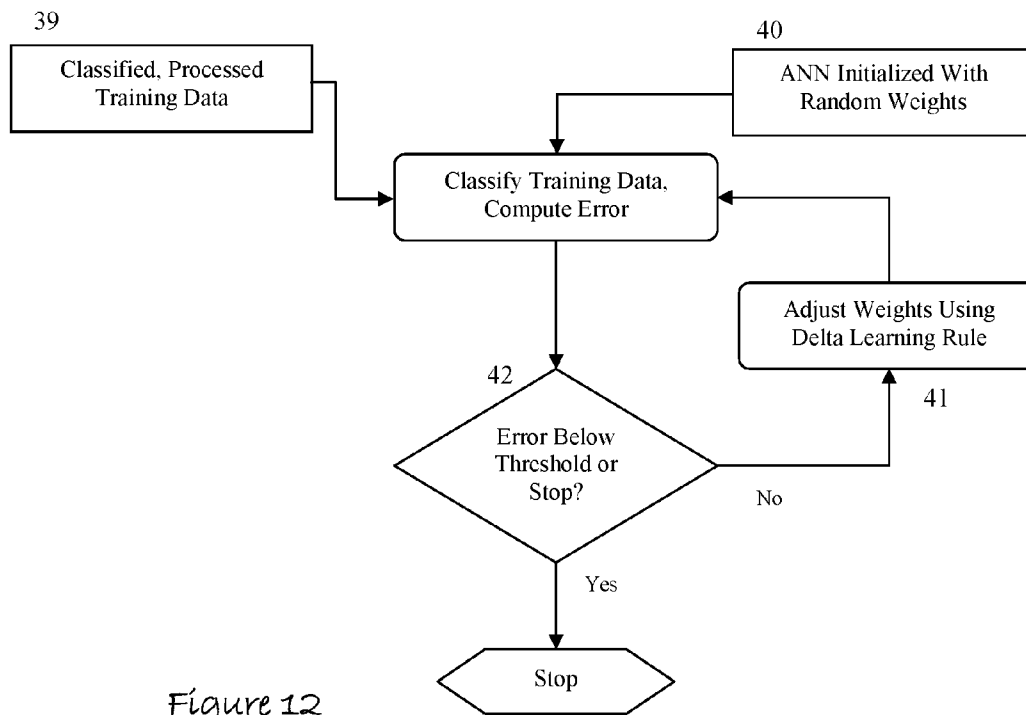 39
Classified, Processed
Training Data
40
ANN Initialized With
Random Weights
Classify Training Data,
Compute Error
Adjust Weights Using
Delta Learning Rule
41
42
Error Below
Threshold or
Stop?
No
Yes
Stop
Figure 12